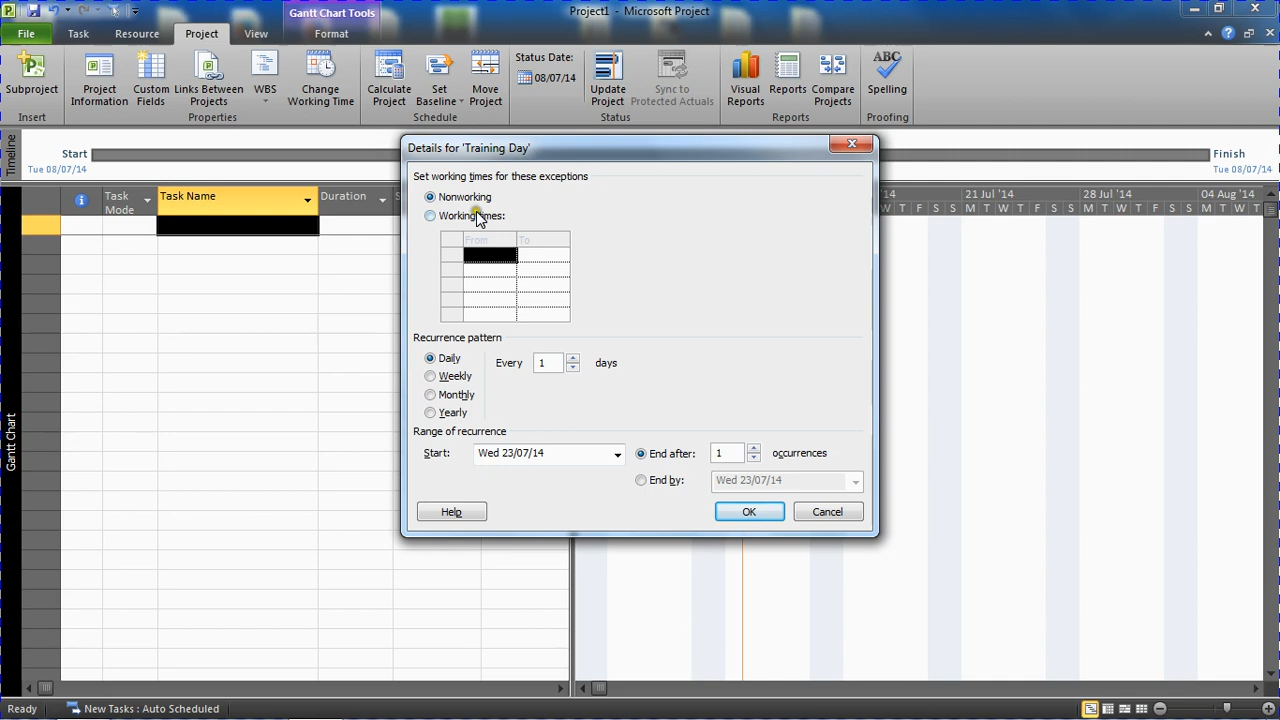 Gantt Chart Tools
Project1 - Microsoft Project
File Task Resource Project View Format
Subproject
Project Information
Custom Fields
Links Between Projects
WBS
Change Working Time
Calculate Project
Set Baseline
Move Project
Status Date:
08/07/14
Update Project
Sync to Protected Actuals
Visual Reports
Reports
Compare Projects
ABC
Spelling
Insert Properties Schedule Status Reports Proofing
Timeline
Start
Tue 08/07/14
Finish
Tue 08/07/14
Task Mode
Task Name
Duration
S
'14
21 Jul '14
28 Jul '14
04 Aug '14
T F S S M T W T F S S M T W T F S S M T W T
Details for 'Training Day'
Set working times for these exceptions
Nonworking
Working times:
From To
Recurrence pattern
Daily
Every 1 days
Weekly
Monthly
Yearly
Range of recurrence
Start: Wed 23/07/14
End after: 1 occurrences
End by: Wed 23/07/14
Help OK Cancel
Gantt Chart
Ready New Tasks : Auto Scheduled